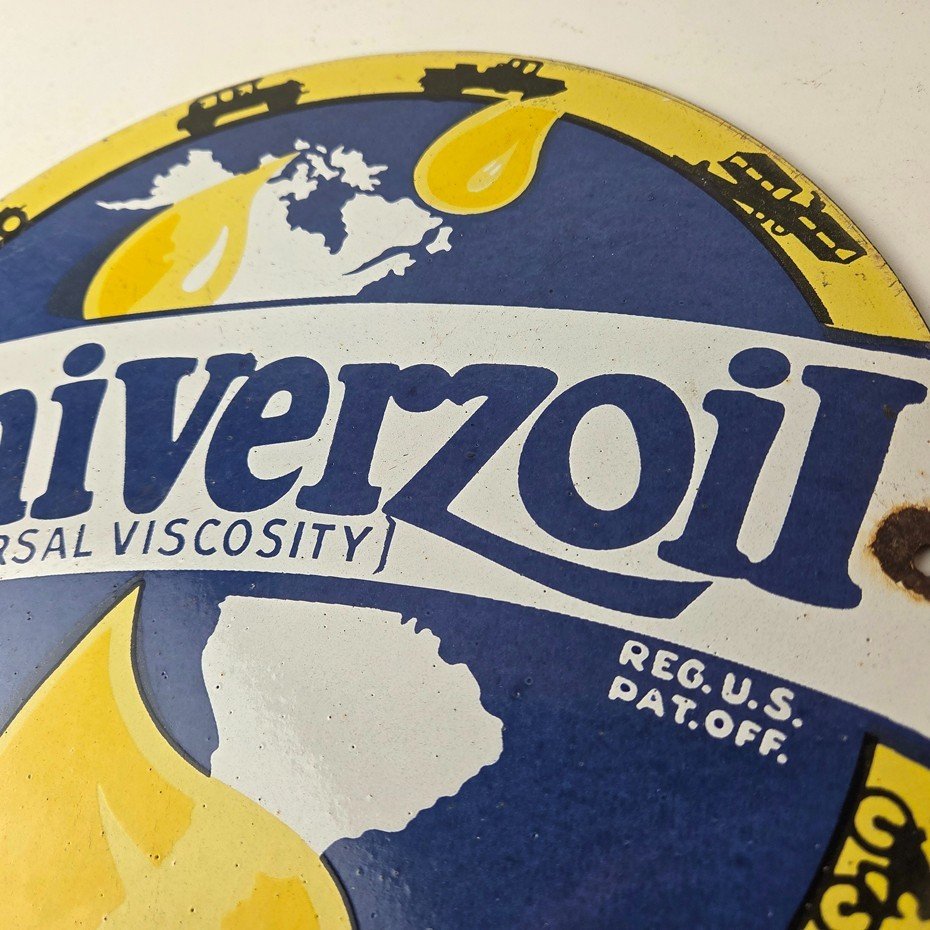 niverzoil
RSAL VISCOSITY)
REG. U.S.
PAT. OFF.